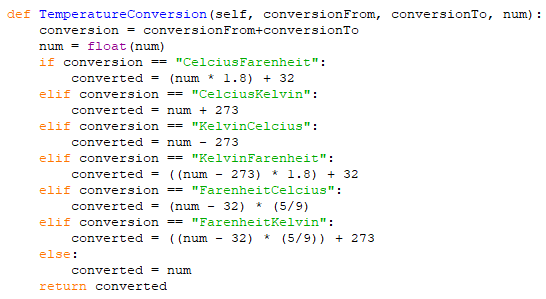 def TemperatureConversion(self, conversionFrom, conversionTo, num):
    conversion = conversionFrom+conversionTo
    num = float(num)
    if conversion == "CelciusFarenheit":
        converted = (num * 1.8) + 32
    elif conversion == "CelciusKelvin":
        converted = num + 273
    elif conversion == "KelvinCelcius":
        converted = num - 273
    elif conversion == "KelvinFarenheit":
        converted = ((num - 273) * 1.8) + 32
    elif conversion == "FarenheitCelcius":
        converted = (num - 32) * (5/9)
    elif conversion == "FarenheitKelvin":
        converted = ((num - 32) * (5/9)) + 273
    else:
        converted = num
    return converted